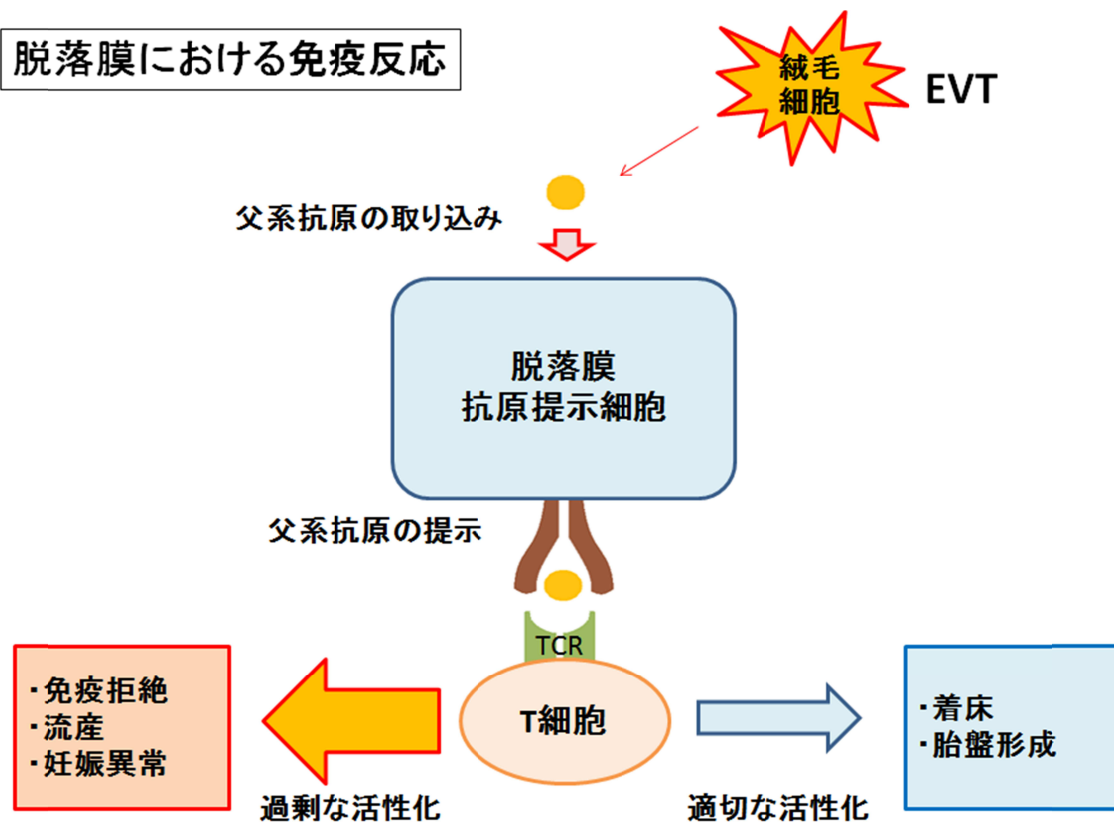 脱落膜における免疫反応
絨毛
細胞
EVT
父系抗原の取り込み
脱落膜
抗原提示細胞
父系抗原の提示
TCR
T細胞
・免疫拒絶
・流産
・妊娠異常
過剰な活性化
・着床
・胎盤形成
適切な活性化